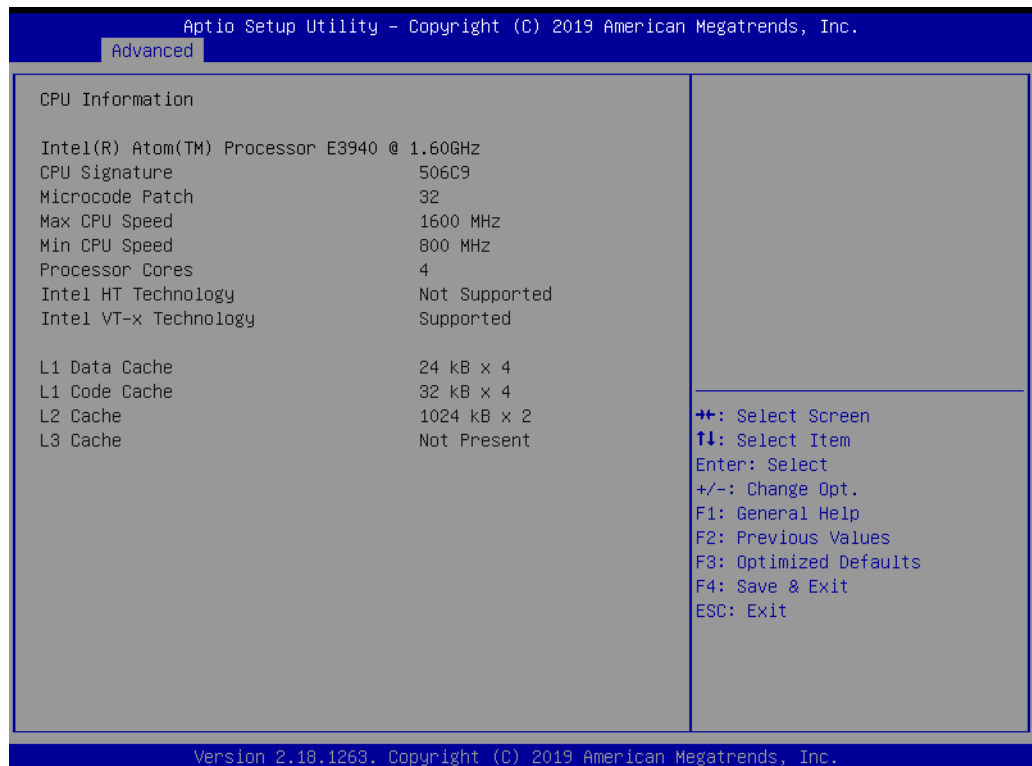 Aptio Setup Utility – Copyright (C) 2019 American Megatrends, Inc.
Advanced
CPU Information
Intel(R) Atom(TM) Processor E3940 @ 1.60GHz
CPU Signature 506C9
Microcode Patch 32
Max CPU Speed 1600 MHz
Min CPU Speed 800 MHz
Processor Cores 4
Intel HT Technology Not Supported
Intel VT-x Technology Supported
L1 Data Cache 24 kB x 4
L1 Code Cache 32 kB x 4
L2 Cache 1024 kB x 2
L3 Cache Not Present
→←: Select Screen
↑↓: Select Item
Enter: Select
+/-: Change Opt.
F1: General Help
F2: Previous Values
F3: Optimized Defaults
F4: Save & Exit
ESC: Exit
Version 2.18.1263. Copyright (C) 2019 American Megatrends, Inc.